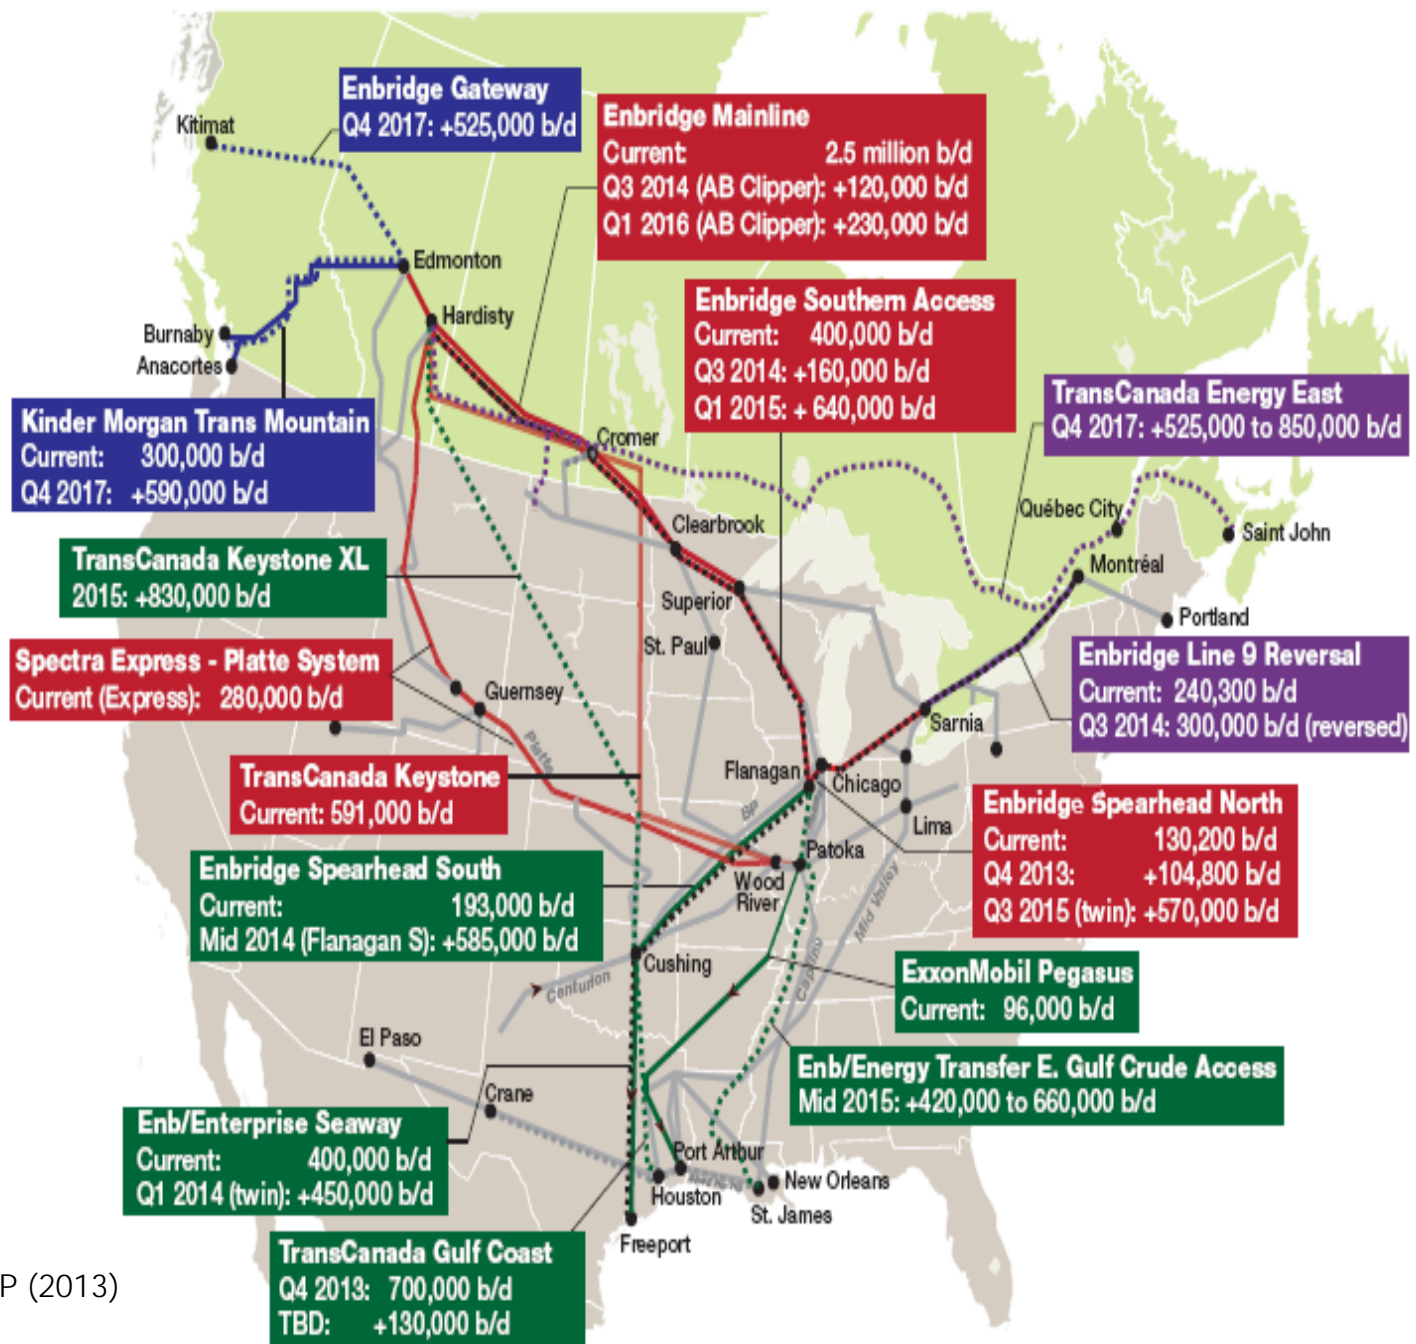 Enbridge Gateway
Q4 2017: +525,000 b/d
Kitimat
Enbridge Mainline
Current: 2.5 million b/d
Q3 2014 (AB Clipper): +120,000 b/d
Q1 2016 (AB Clipper): +230,000 b/d
Edmonton
Hardisty
Burnaby
Anacortes
Enbridge Southern Access
Current: 400,000 b/d
Q3 2014: +160,000 b/d
Q1 2015: + 640,000 b/d
TransCanada Energy East
Q4 2017: +525,000 to 850,000 b/d
Kinder Morgan Trans Mountain
Current: 300,000 b/d
Q4 2017: +590,000 b/d
Cromer
Clearbrook
Québec City
Saint John
Montréal
TransCanada Keystone XL
2015: +830,000 b/d
Superior
St. Paul
Portland
Spectra Express - Platte System
Current (Express): 280,000 b/d
Guernsey
Platte
Enbridge Line 9 Reversal
Current: 240,300 b/d
Q3 2014: 300,000 b/d (reversed)
Sarnia
TransCanada Keystone
Current: 591,000 b/d
Flanagan
Chicago
BP
Lima
Enbridge Spearhead North
Current: 130,200 b/d
Q4 2013: +104,800 b/d
Q3 2015 (twin): +570,000 b/d
Enbridge Spearhead South
Current: 193,000 b/d
Mid 2014 (Flanagan S): +585,000 b/d
Patoka
Wood
River
Mid Valley
Capline
Cushing
Centurion
ExxonMobil Pegasus
Current: 96,000 b/d
El Paso
Crane
Enb/Energy Transfer E. Gulf Crude Access
Mid 2015: +420,000 to 660,000 b/d
Enb/Enterprise Seaway
Current: 400,000 b/d
Q1 2014 (twin): +450,000 b/d
Port Arthur
Houston
New Orleans
St. James
Freeport
TransCanada Gulf Coast
Q4 2013: 700,000 b/d
TBD: +130,000 b/d
P (2013)